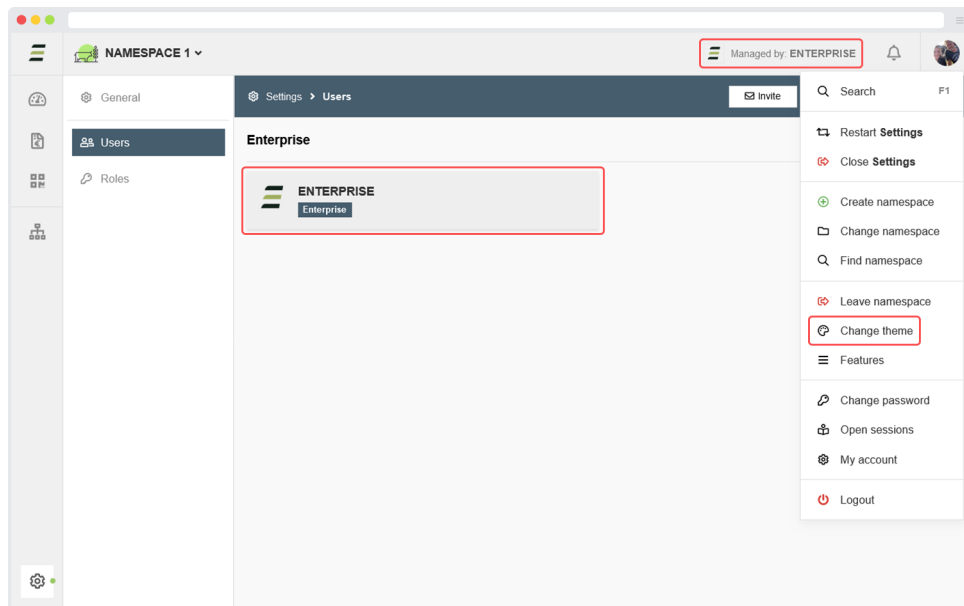 NAMESPACE 1
Managed by: ENTERPRISE
General
Users
Roles
Settings > Users
Invite
Enterprise
ENTERPRISE
Enterprise
Search F1
Restart Settings
Close Settings
Create namespace
Change namespace
Find namespace
Leave namespace
Change theme
Features
Change password
Open sessions
My account
Logout